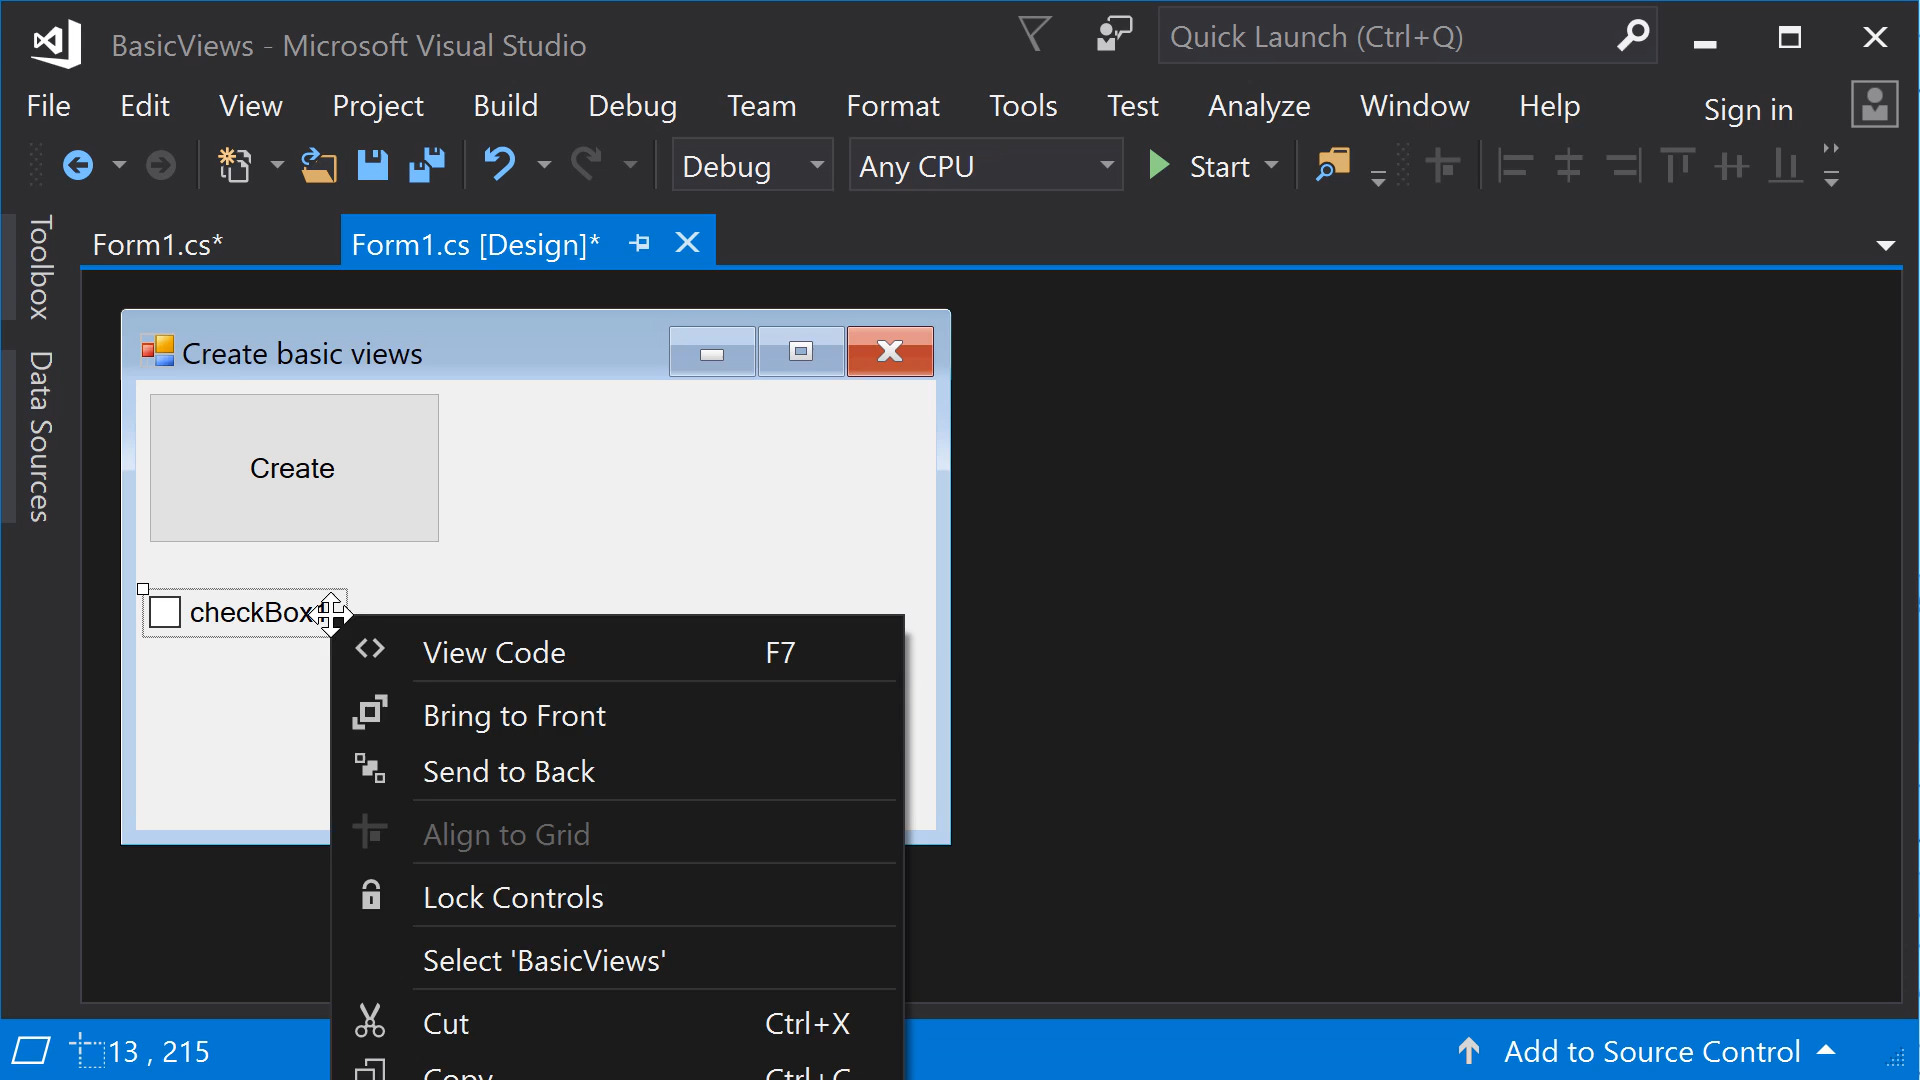 BasicViews - Microsoft Visual Studio
Quick Launch (Ctrl+Q)
File Edit View Project Build Debug Team Format Tools Test Analyze Window Help Sign in
Debug Any CPU Start
Toolbox
Data Sources
Form1.cs* Form1.cs [Design]*
Create basic views
Create
checkBox
View Code F7
Bring to Front
Send to Back
Align to Grid
Lock Controls
Select 'BasicViews'
Cut Ctrl+X
Copy Ctrl+C
13 , 215
Add to Source Control